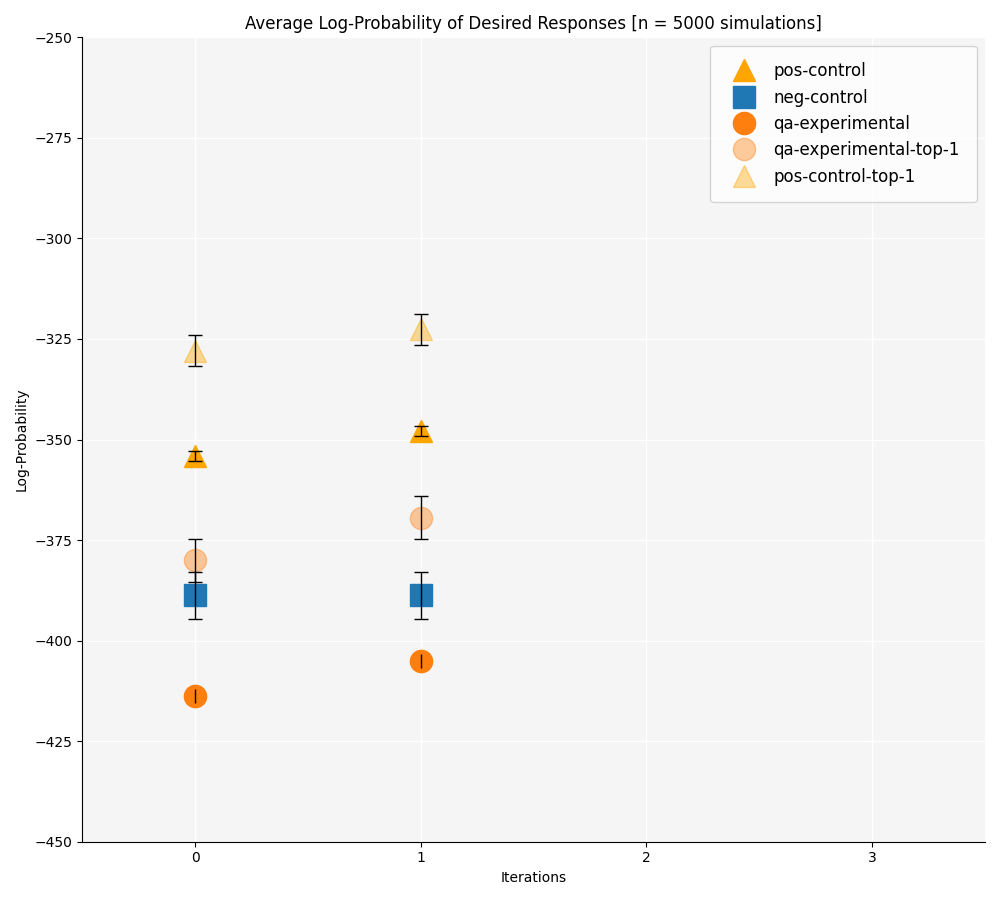 Average Log-Probability of Desired Responses [n = 5000 simulations]
−250
−275
−300
−325
−350
−375
−400
−425
−450
Log-Probability
pos-control
neg-control
qa-experimental
qa-experimental-top-1
pos-control-top-1
0 1 2 3
Iterations